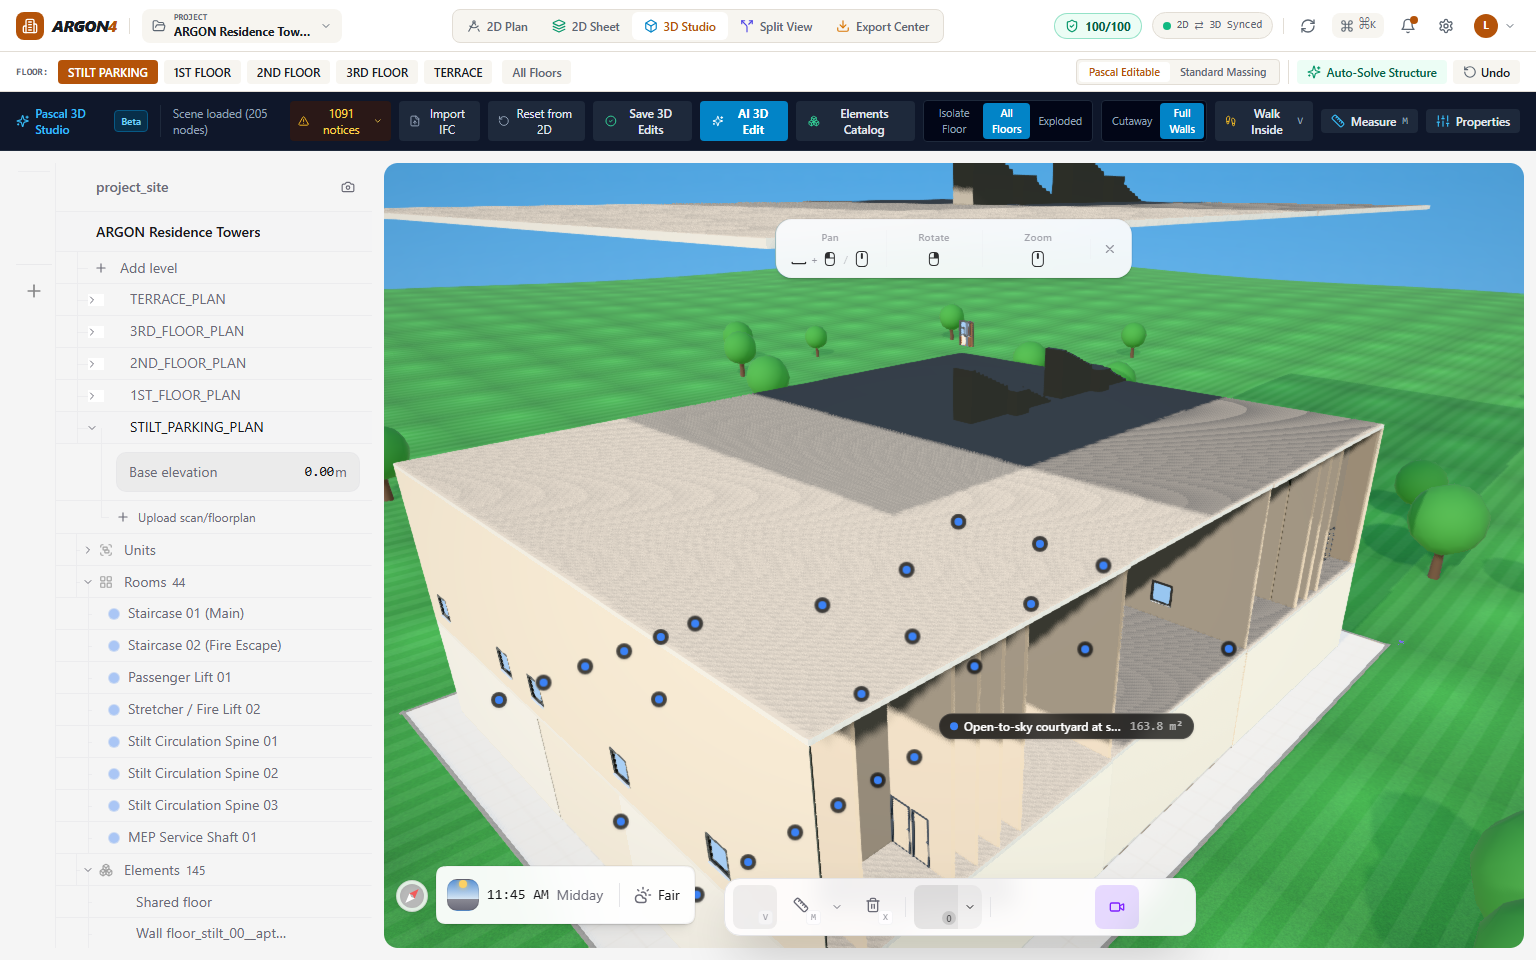 ARGON4
PROJECT
ARGON Residence Tow...
2D Plan
2D Sheet
3D Studio
Split View
Export Center
100/100
2D ⇄ 3D Synced
⌘K
L
FLOOR:
STILT PARKING
1ST FLOOR
2ND FLOOR
3RD FLOOR
TERRACE
All Floors
Pascal Editable
Standard Massing
Auto-Solve Structure
Undo
Pascal 3D
Studio
Beta
Scene loaded (205
nodes)
1091
notices
Import
IFC
Reset from
2D
Save 3D
Edits
AI 3D
Edit
Elements
Catalog
Isolate
Floor
All
Floors
Exploded
Cutaway
Full
Walls
Walk
Inside
Measure M
Properties
project_site
ARGON Residence Towers
Add level
TERRACE_PLAN
3RD_FLOOR_PLAN
2ND_FLOOR_PLAN
1ST_FLOOR_PLAN
STILT_PARKING_PLAN
Base elevation 0.00m
Upload scan/floorplan
Units
Rooms 44
Staircase 01 (Main)
Staircase 02 (Fire Escape)
Passenger Lift 01
Stretcher / Fire Lift 02
Stilt Circulation Spine 01
Stilt Circulation Spine 02
Stilt Circulation Spine 03
MEP Service Shaft 01
Elements 145
Shared floor
Wall floor_stilt_00__apt...
Pan
Rotate
Zoom
+ /
Open-to-sky courtyard at s... 163.8 m²
11:45 AM Midday
Fair
V
M
X
0